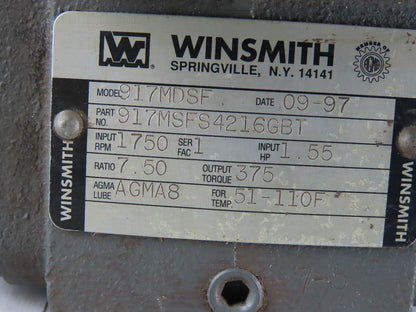 WINSMITH
SPRINGVILLE, N.Y. 14141
MODEL 917MDSF DATE 09-97
PART NO. 917MSFS4216GBT
INPUT RPM 1750 SER FAC 1 INPUT HP 1.55
RATIO 7.50 OUTPUT TORQUE 375
AGMA LUBE AGMA8 FOR TEMP. 51-110F
WINSMITH
WINSMITH